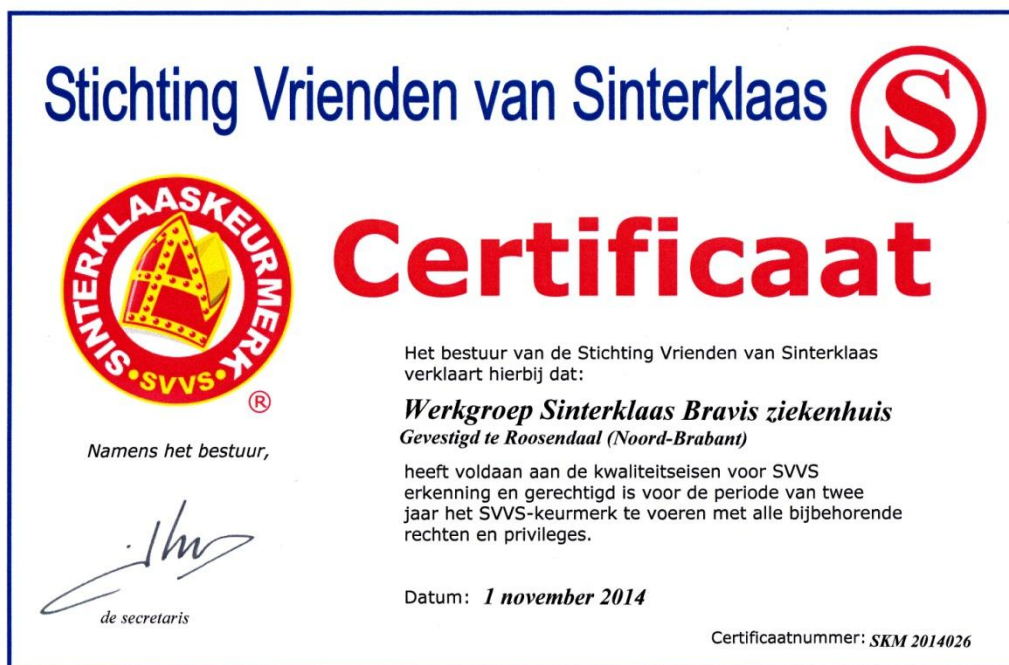 Stichting Vrienden van Sinterklaas
S
SINTERKLAASKEURMERK
• SVVS •
®
Certificaat
Het bestuur van de Stichting Vrienden van Sinterklaas
verklaart hierbij dat:
Werkgroep Sinterklaas Bravis ziekenhuis
Gevestigd te Roosendaal (Noord-Brabant)
heeft voldaan aan de kwaliteitseisen voor SVVS
erkenning en gerechtigd is voor de periode van twee
jaar het SVVS-keurmerk te voeren met alle bijbehorende
rechten en privileges.
Namens het bestuur,
de secretaris
Datum: 1 november 2014
Certificaatnummer: SKM 2014026